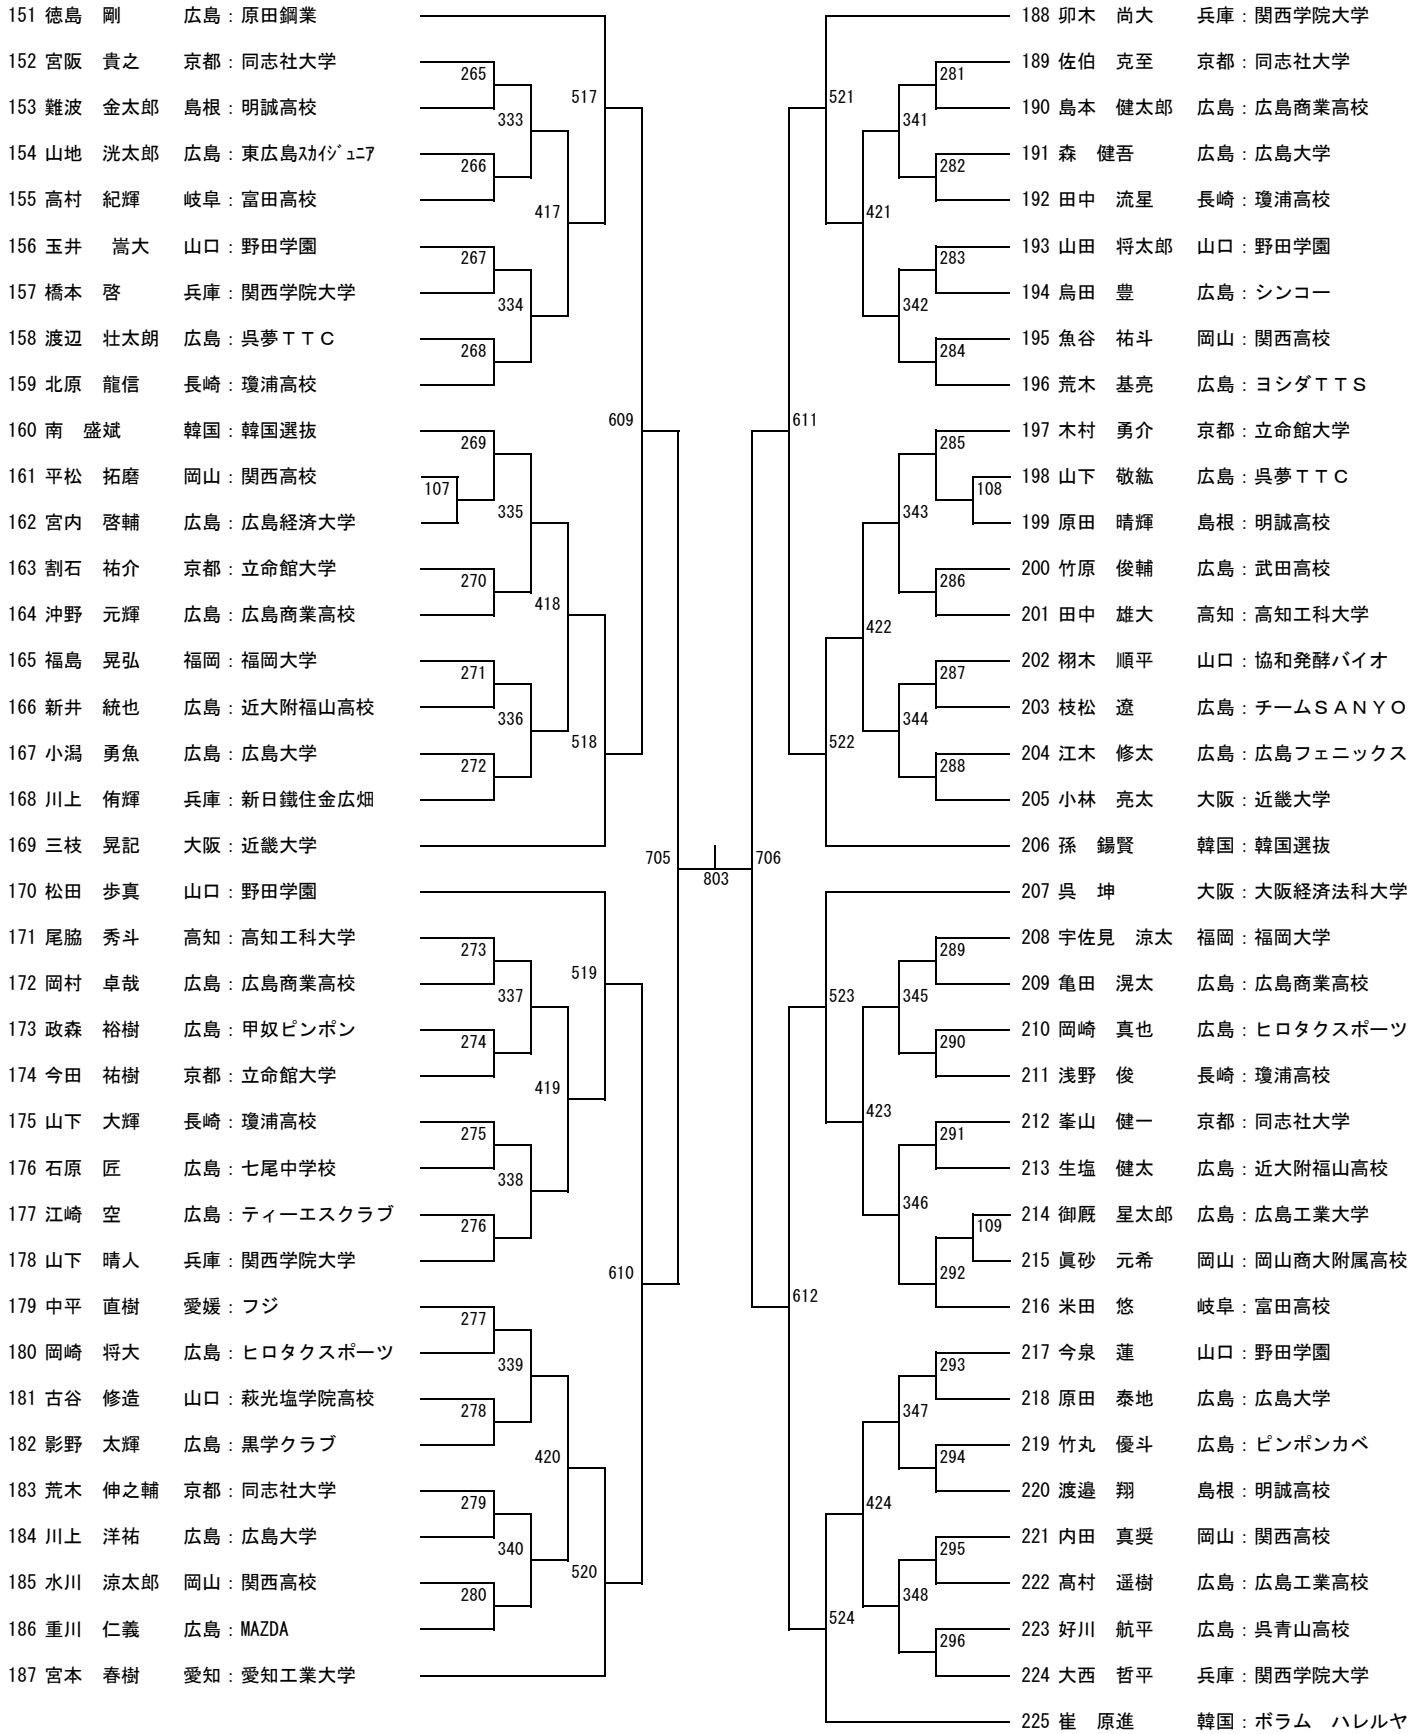 151 徳島　剛　広島：原田鋼業
152 宮阪　貴之　京都：同志社大学
153 難波　金太郎　島根：明誠高校
154 山地　洸太郎　広島：東広島ｽｶｲｼﾞｭﾆｱ
155 高村　紀輝　岐阜：富田高校
156 玉井　嵩大　山口：野田学園
157 橋本　啓　兵庫：関西学院大学
158 渡辺　壮太朗　広島：呉夢ＴＴＣ
159 北原　龍信　長崎：瓊浦高校
160 南　盛斌　韓国：韓国選抜
161 平松　拓磨　岡山：関西高校
162 宮内　啓輔　広島：広島経済大学
163 割石　祐介　京都：立命館大学
164 沖野　元輝　広島：広島商業高校
165 福島　晃弘　福岡：福岡大学
166 新井　統也　広島：近大附福山高校
167 小潟　勇魚　広島：広島大学
168 川上　侑輝　兵庫：新日鐵住金広畑
169 三枝　晃記　大阪：近畿大学
170 松田　歩真　山口：野田学園
171 尾脇　秀斗　高知：高知工科大学
172 岡村　卓哉　広島：広島商業高校
173 政森　裕樹　広島：甲奴ピンポン
174 今田　祐樹　京都：立命館大学
175 山下　大輝　長崎：瓊浦高校
176 石原　匠　広島：七尾中学校
177 江崎　空　広島：ティーエスクラブ
178 山下　晴人　兵庫：関西学院大学
179 中平　直樹　愛媛：フジ
180 岡崎　将大　広島：ヒロタクスポーツ
181 古谷　修造　山口：萩光塩学院高校
182 影野　太輝　広島：黒学クラブ
183 荒木　伸之輔　京都：同志社大学
184 川上　洋祐　広島：広島大学
185 水川　涼太郎　岡山：関西高校
186 重川　仁義　広島：MAZDA
187 宮本　春樹　愛知：愛知工業大学
107
265
266
267
268
269
270
271
272
273
274
275
276
277
278
279
280
333
334
335
336
337
338
339
340
417
418
419
420
517
518
519
520
609
610
705
803
706
611
612
521
522
523
524
421
422
423
424
341
342
343
344
345
346
347
348
281
282
283
284
285
286
287
288
289
290
291
292
293
294
295
296
108
109
188 卯木　尚大　兵庫：関西学院大学
189 佐伯　克至　京都：同志社大学
190 島本　健太郎　広島：広島商業高校
191 森　健吾　広島：広島大学
192 田中　流星　長崎：瓊浦高校
193 山田　将太郎　山口：野田学園
194 烏田　豊　広島：シンコー
195 魚谷　祐斗　岡山：関西高校
196 荒木　基亮　広島：ヨシダＴＴＳ
197 木村　勇介　京都：立命館大学
198 山下　敬紘　広島：呉夢ＴＴＣ
199 原田　晴輝　島根：明誠高校
200 竹原　俊輔　広島：武田高校
201 田中　雄大　高知：高知工科大学
202 栩木　順平　山口：協和発酵バイオ
203 枝松　遼　広島：チームＳＡＮＹＯ
204 江木　修太　広島：広島フェニックス
205 小林　亮太　大阪：近畿大学
206 孫　鍚賢　韓国：韓国選抜
207 呉　坤　大阪：大阪経済法科大学
208 宇佐見　涼太　福岡：福岡大学
209 亀田　滉太　広島：広島商業高校
210 岡崎　真也　広島：ヒロタクスポーツ
211 浅野　俊　長崎：瓊浦高校
212 峯山　健一　京都：同志社大学
213 生塩　健太　広島：近大附福山高校
214 御厩　星太郎　広島：広島工業大学
215 眞砂　元希　岡山：岡山商大附属高校
216 米田　悠　岐阜：富田高校
217 今泉　蓮　山口：野田学園
218 原田　泰地　広島：広島大学
219 竹丸　優斗　広島：ピンポンカベ
220 渡邉　翔　島根：明誠高校
221 内田　真奨　岡山：関西高校
222 髙村　遥樹　広島：広島工業高校
223 好川　航平　広島：呉青山高校
224 大西　哲平　兵庫：関西学院大学
225 崔　原進　韓国：ボラム　ハレルヤ